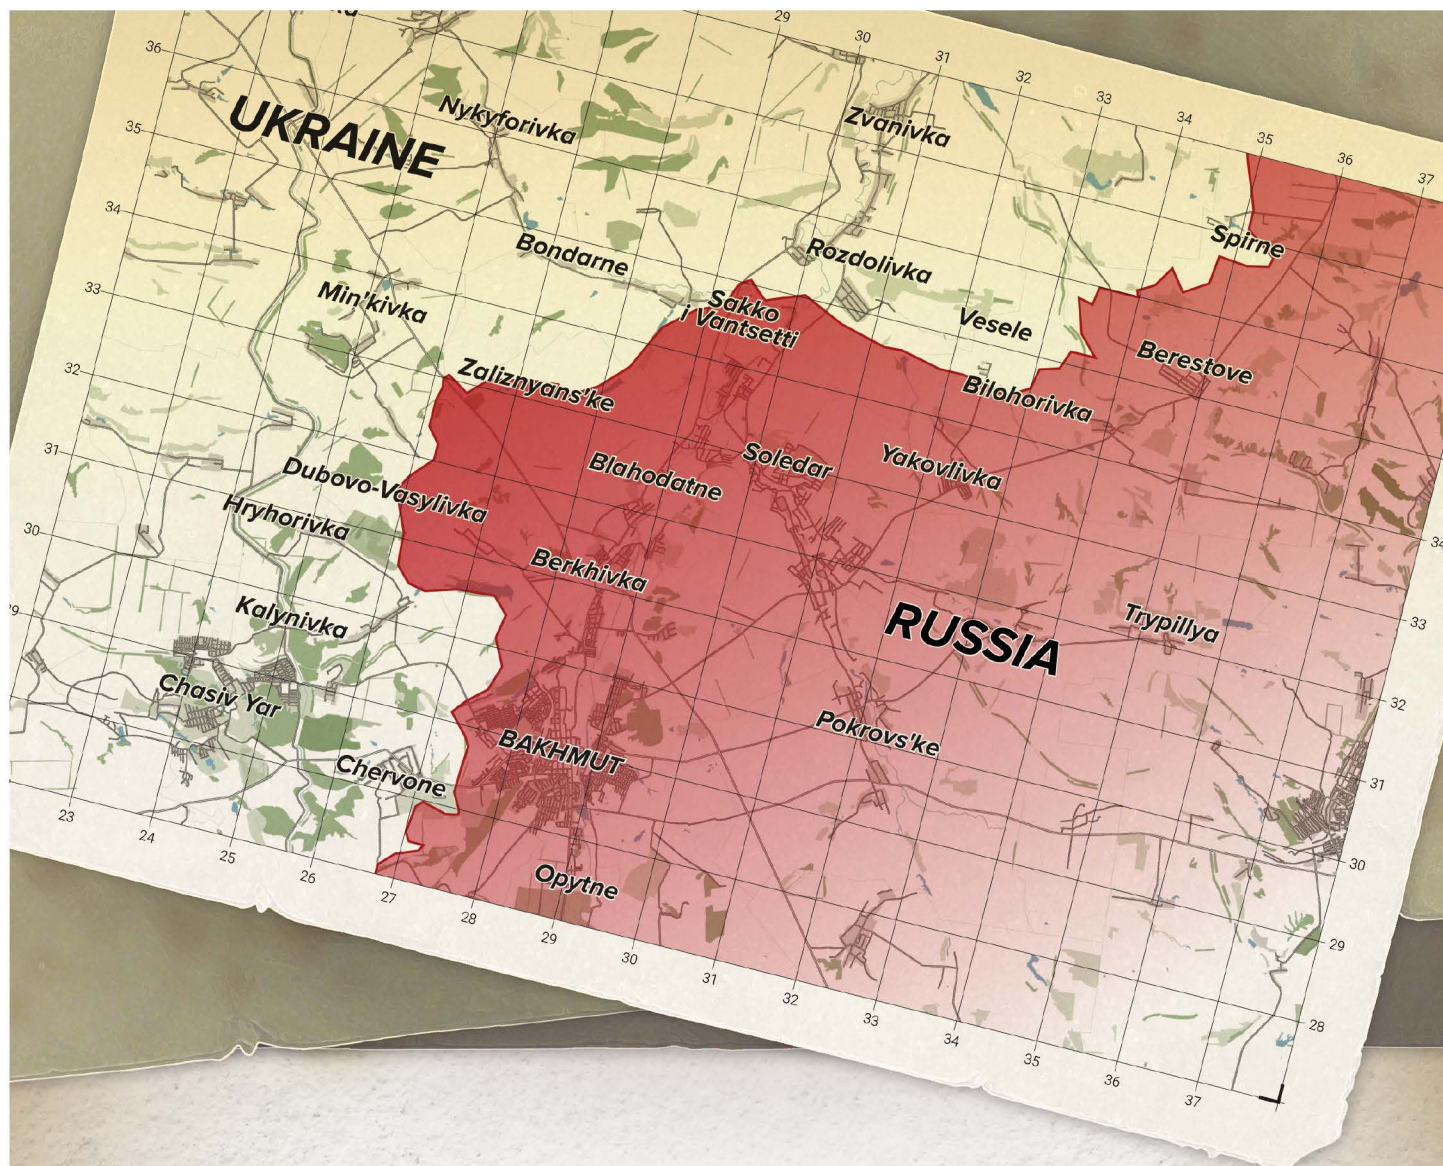 29
30
31
32
33
34
35
36
37
36
35
34
33
32
31
30
UKRAINE
Nykyforivka
Zvanivka
Bondarne
Rozdolivka
Spirne
Min'kivka
Sakko
i Vantsetti
Vesele
Zaliznyans'ke
Bilohorivka
Berestove
Dubovo-Vasylivka
Blahodatne
Soledar
Yakovlivka
Hryhorivka
Berkhivka
Kalynivka
RUSSIA
Trypillya
Chasiv Yar
BAKHMUT
Pokrovs'ke
Chervone
Opytne
34
33
32
31
30
29
28
23
24
25
26
27
28
29
30
31
32
33
34
35
36
37